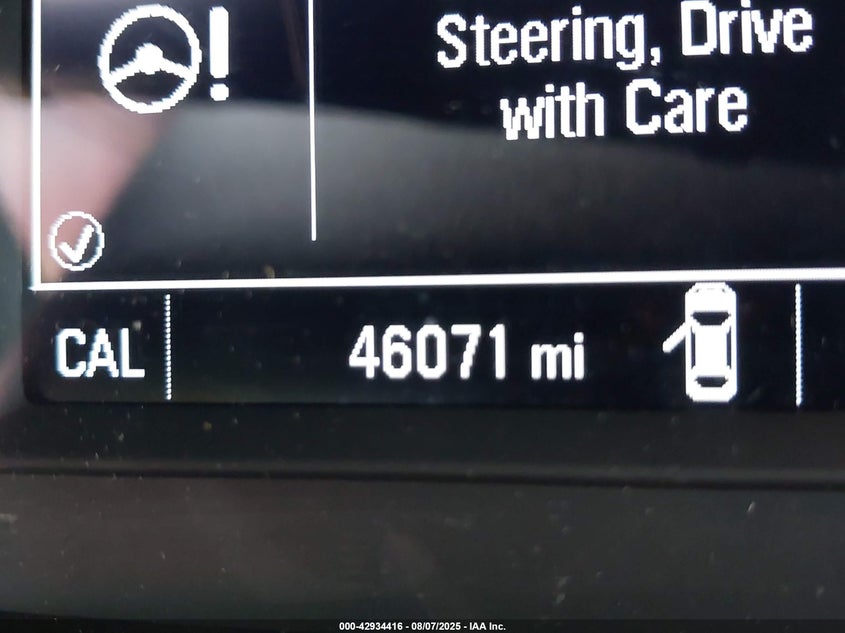 Steering, Drive
with Care
CAL 46071 mi
000-42934416 - 08/07/2025 - IAA Inc.